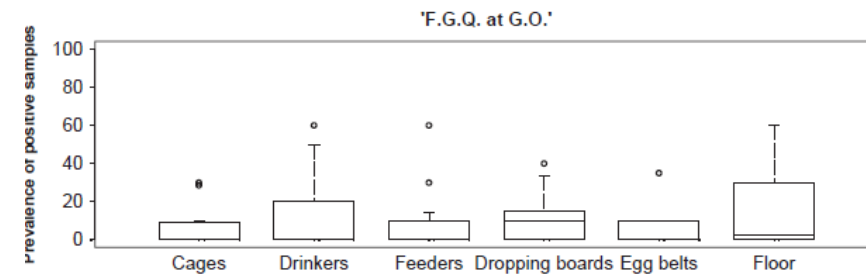 'F.G.Q. at G.O.'
Prevalence of positive samples
100
80
60
40
20
0
Cages Drinkers Feeders Dropping boards Egg belts Floor